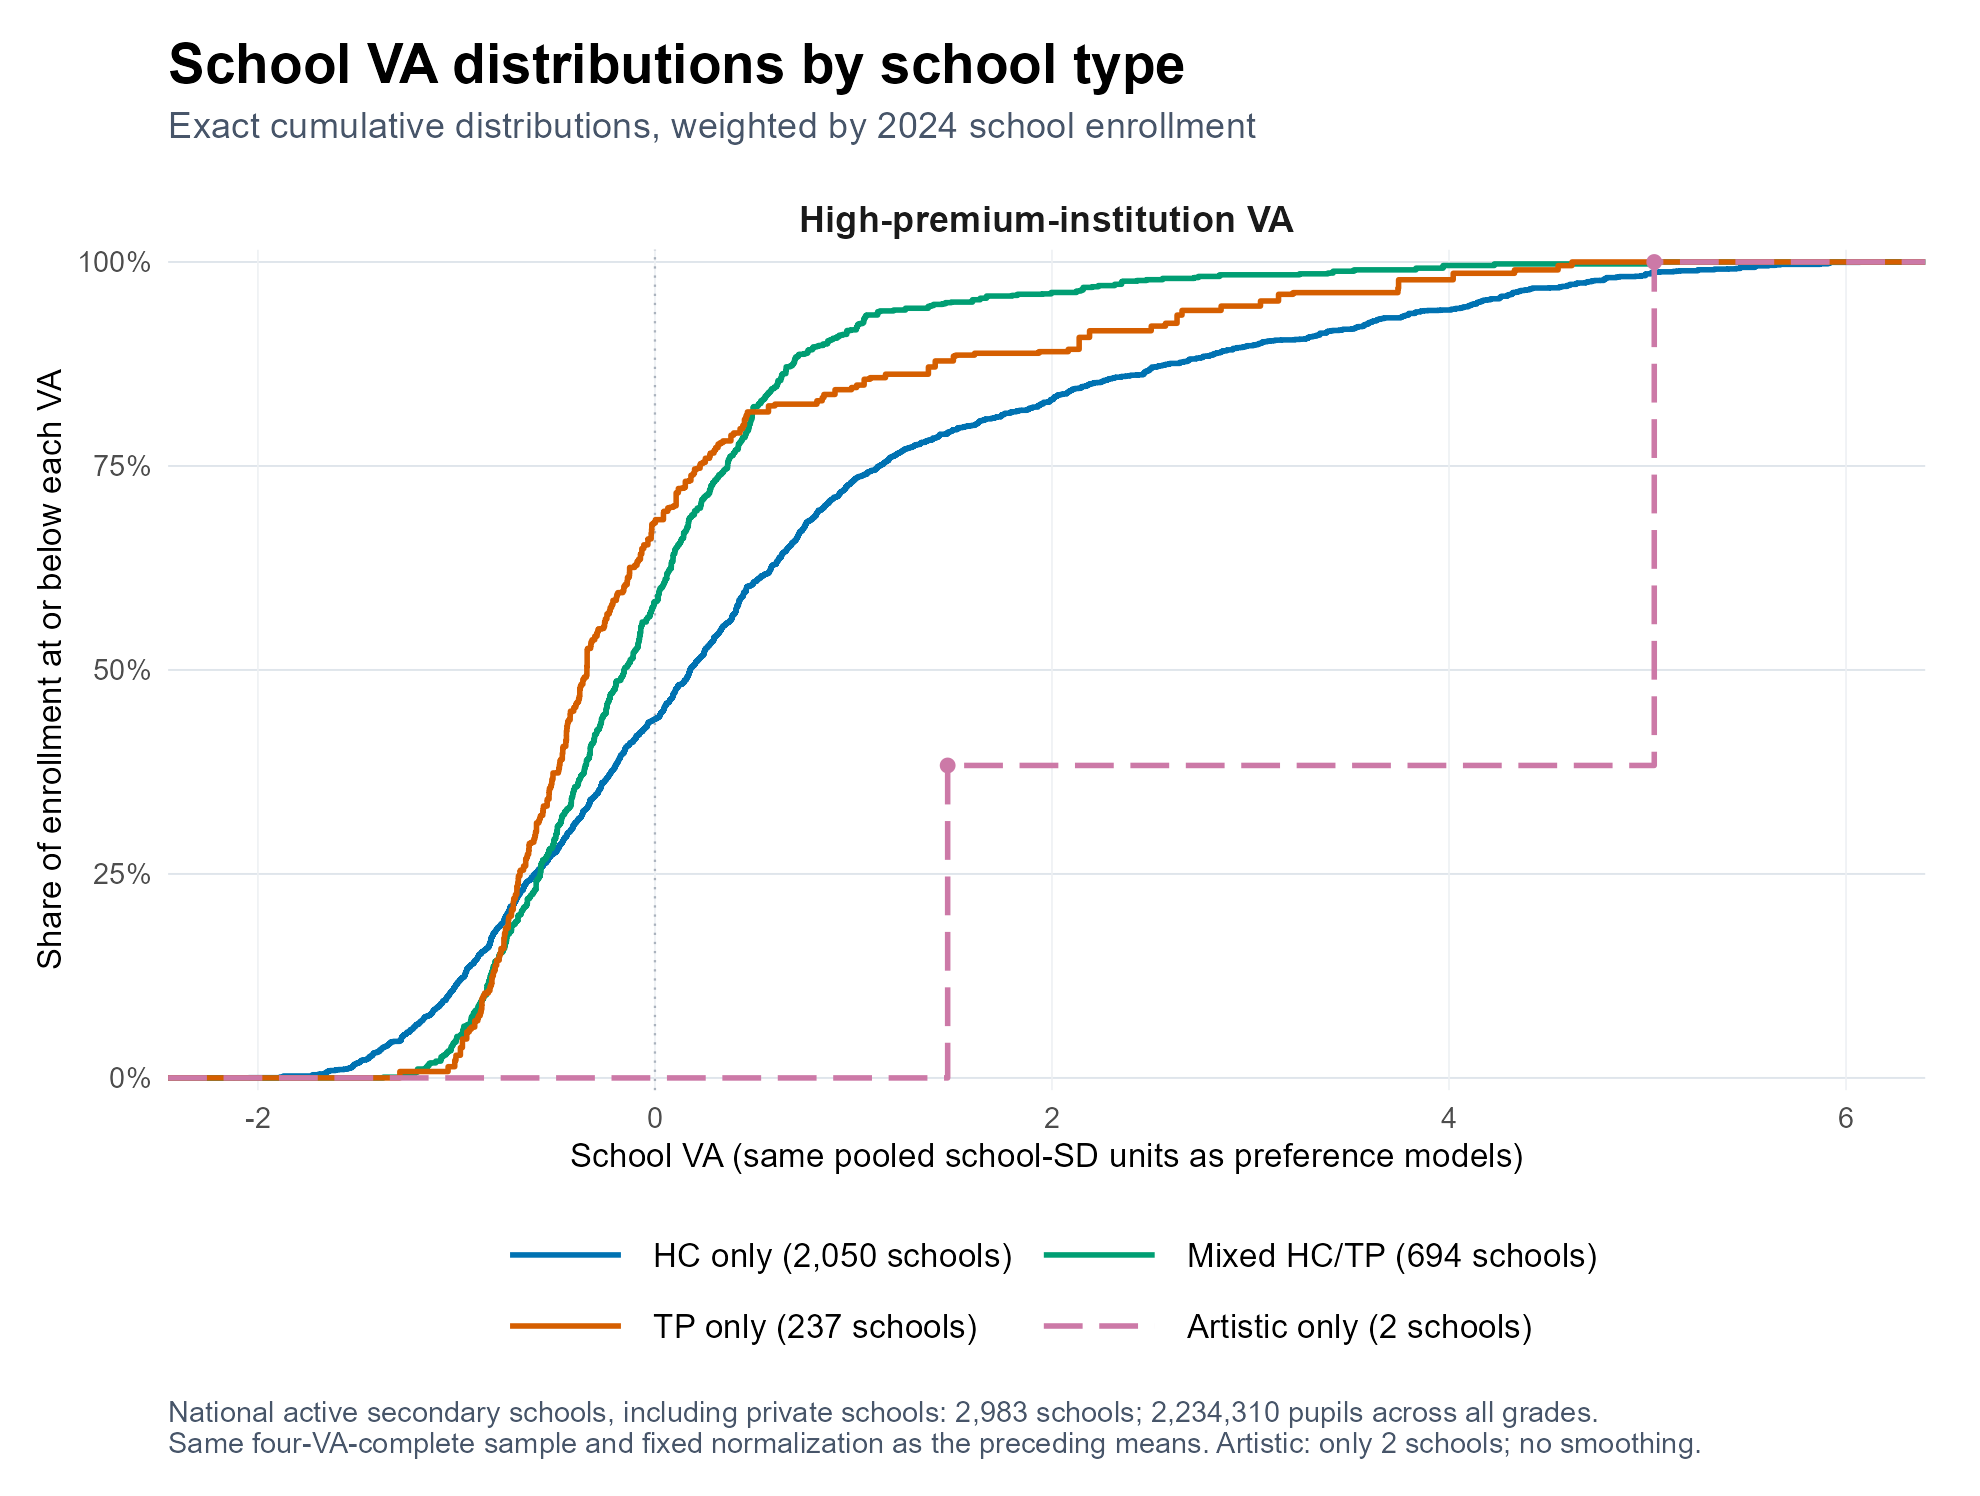 School VA distributions by school type
Exact cumulative distributions, weighted by 2024 school enrollment
High-premium-institution VA
Share of enrollment at or below each VA
100%
75%
50%
25%
0%
-2
0
2
4
6
School VA (same pooled school-SD units as preference models)
HC only (2,050 schools)
Mixed HC/TP (694 schools)
TP only (237 schools)
Artistic only (2 schools)
National active secondary schools, including private schools: 2,983 schools; 2,234,310 pupils across all grades.
Same four-VA-complete sample and fixed normalization as the preceding means. Artistic: only 2 schools; no smoothing.